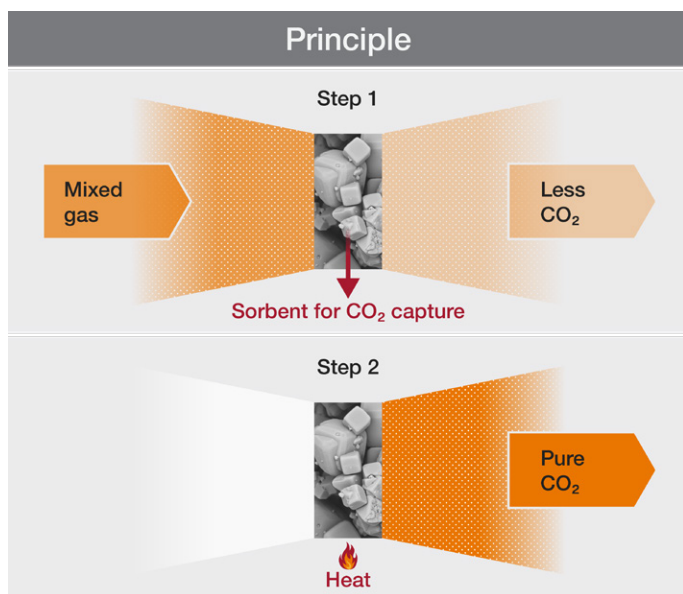 Principle
Step 1
Mixed
gas
Less
CO₂
Sorbent for CO₂ capture
Step 2
Pure
CO₂
Heat